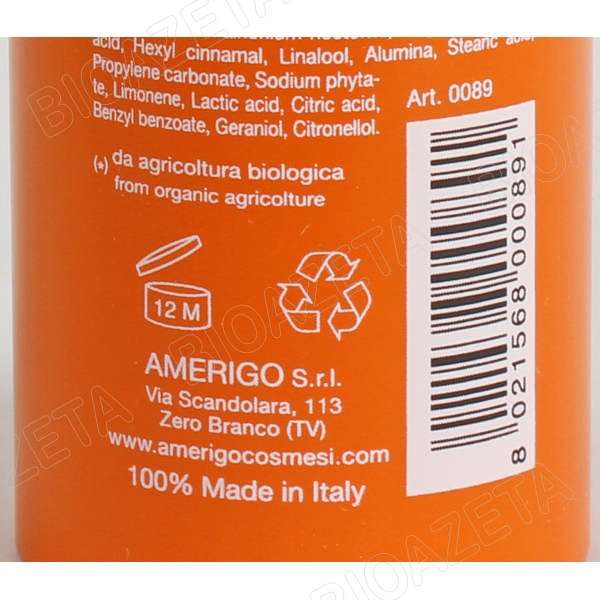 acid, Hexyl cinnamal, Linalool, Alumina, Stearic acid,
Propylene carbonate, Sodium phyta-
te, Limonene, Lactic acid, Citric acid,
Benzyl benzoate, Geraniol, Citronellol.
Art. 0089
(*) da agricoltura biologica
from organic agricolture
12 M
AMERIGO S.r.l.
Via Scandolara, 113
Zero Branco (TV)
www.amerigocosmesi.com
100% Made in Italy
8 021568 000891
BIOAZETA